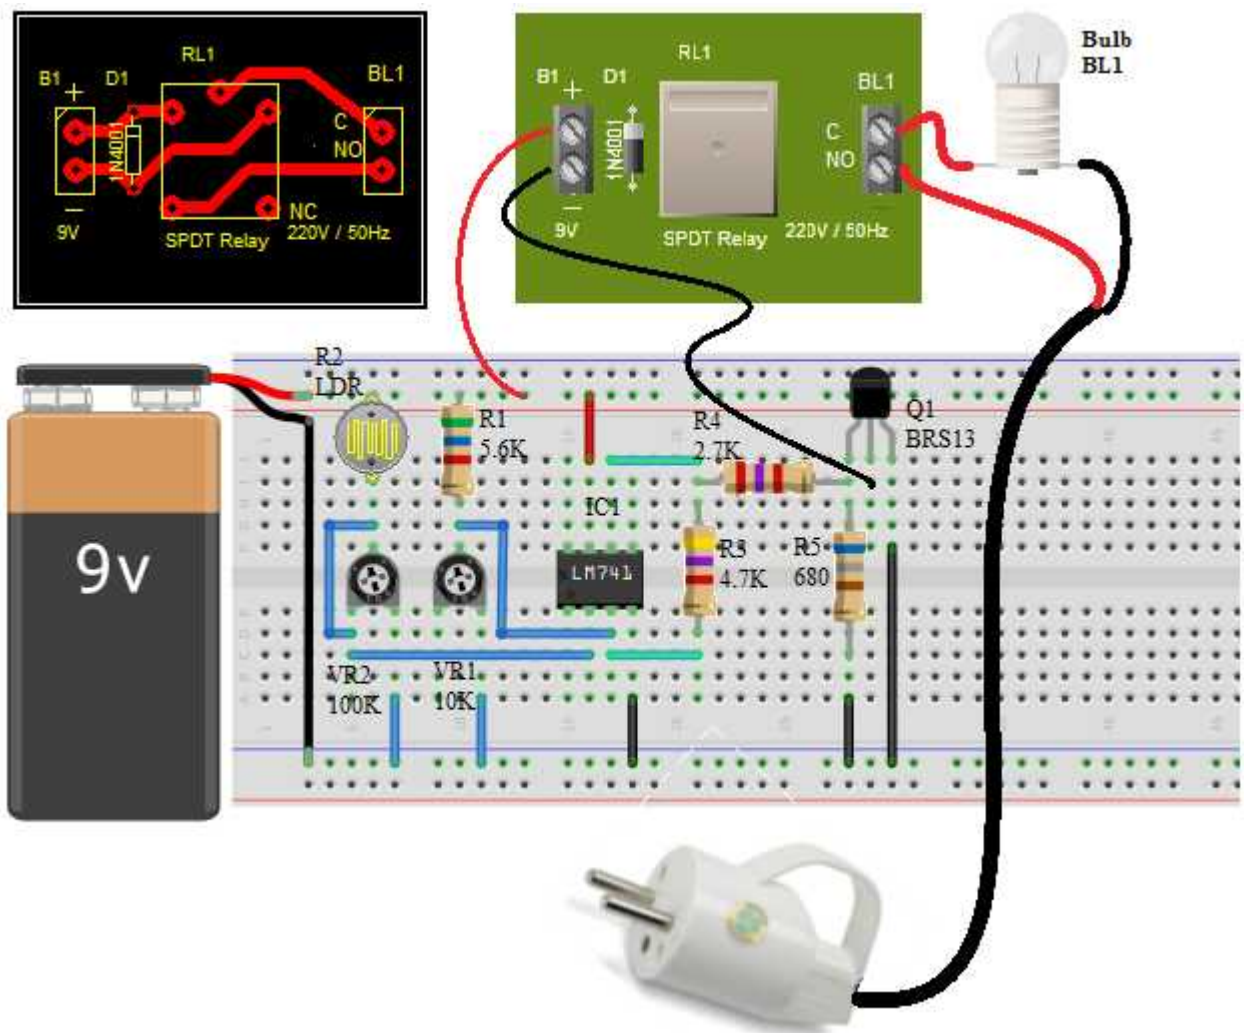 RL1
B1
D1
BL1
+
1N4001
C
NO
−
NC
9V
SPDT Relay
220V / 50Hz
RL1
B1
D1
BL1
+
1N4001
C
NO
−
9V
SPDT Relay
220V / 50Hz
Bulb
BL1
R2
LDR
R1
5.6K
R4
2.7K
Q1
BRS13
IC1
9v
LM741
R3
4.7K
R5
680
VR2
100K
VR1
10K